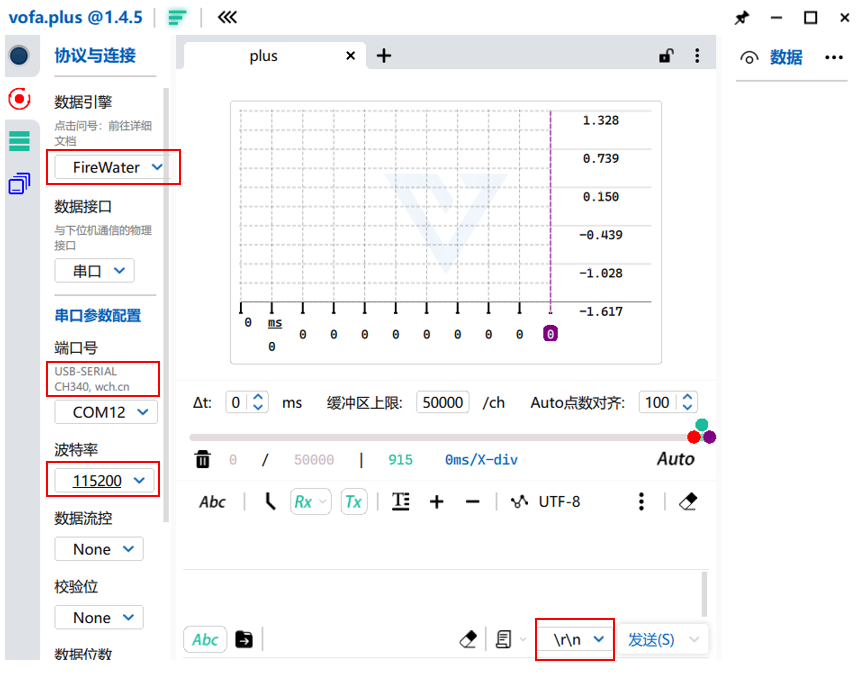 vofa.plus @1.4.5
协议与连接
数据引擎
点击问号：前往详细
文档
FireWater
数据接口
与下位机通信的物理
接口
串口
串口参数配置
端口号
USB-SERIAL
CH340, wch.cn
COM12
波特率
115200
数据流控
None
校验位
None
数据位数
plus
1.328
0.739
0.150
-0.439
-1.028
-1.617
0 ms
0 0 0 0 0 0 0 0 0 0
Δt: 0 ms 缓冲区上限: 50000 /ch Auto点数对齐: 100
0 / 50000 | 915 0ms/X-div Auto
Abc Rx Tx UTF-8
Abc \r\n 发送(S)
数据